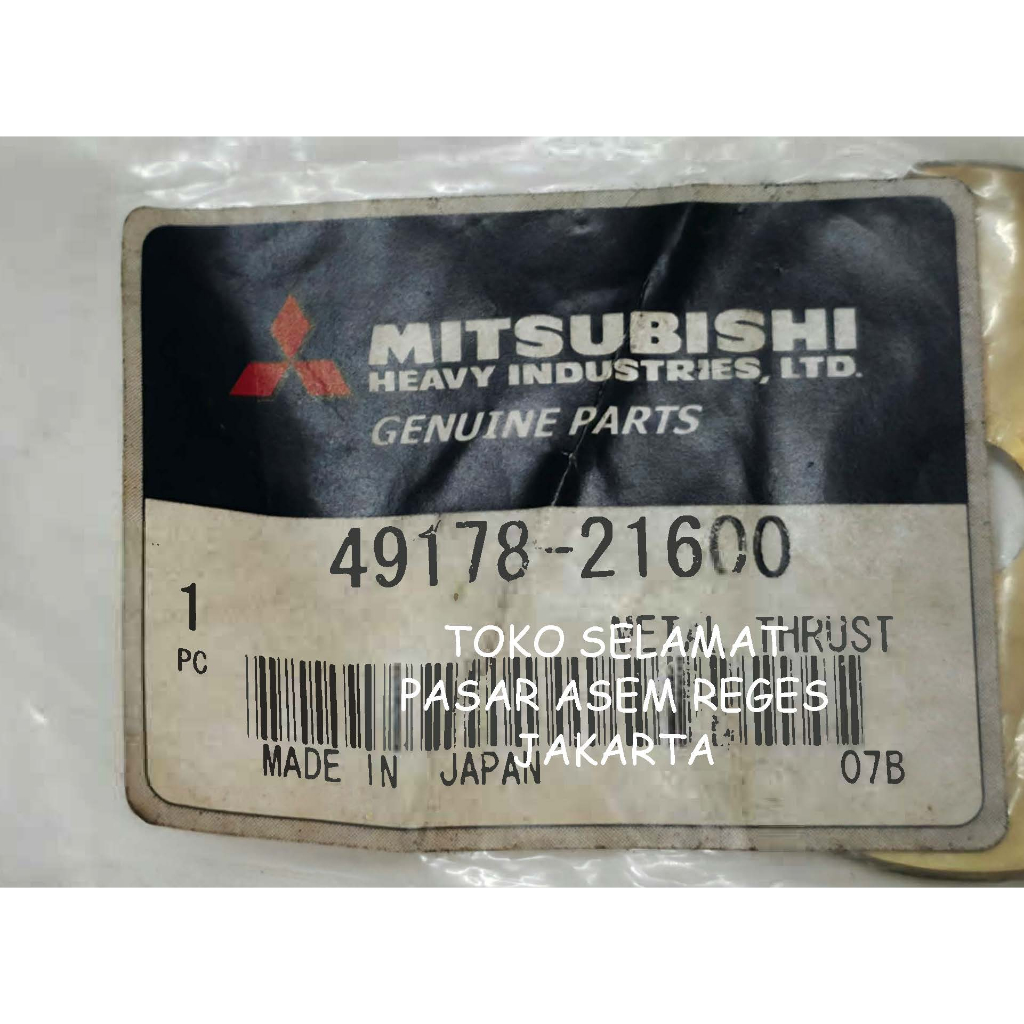 MITSUBISHI
HEAVY INDUSTRIES, LTD.
GENUINE PARTS
49178-21600
1
PC
METAL THRUST
TOKO SELAMAT
PASAR ASEM REGES
JAKARTA
MADE IN JAPAN
07B